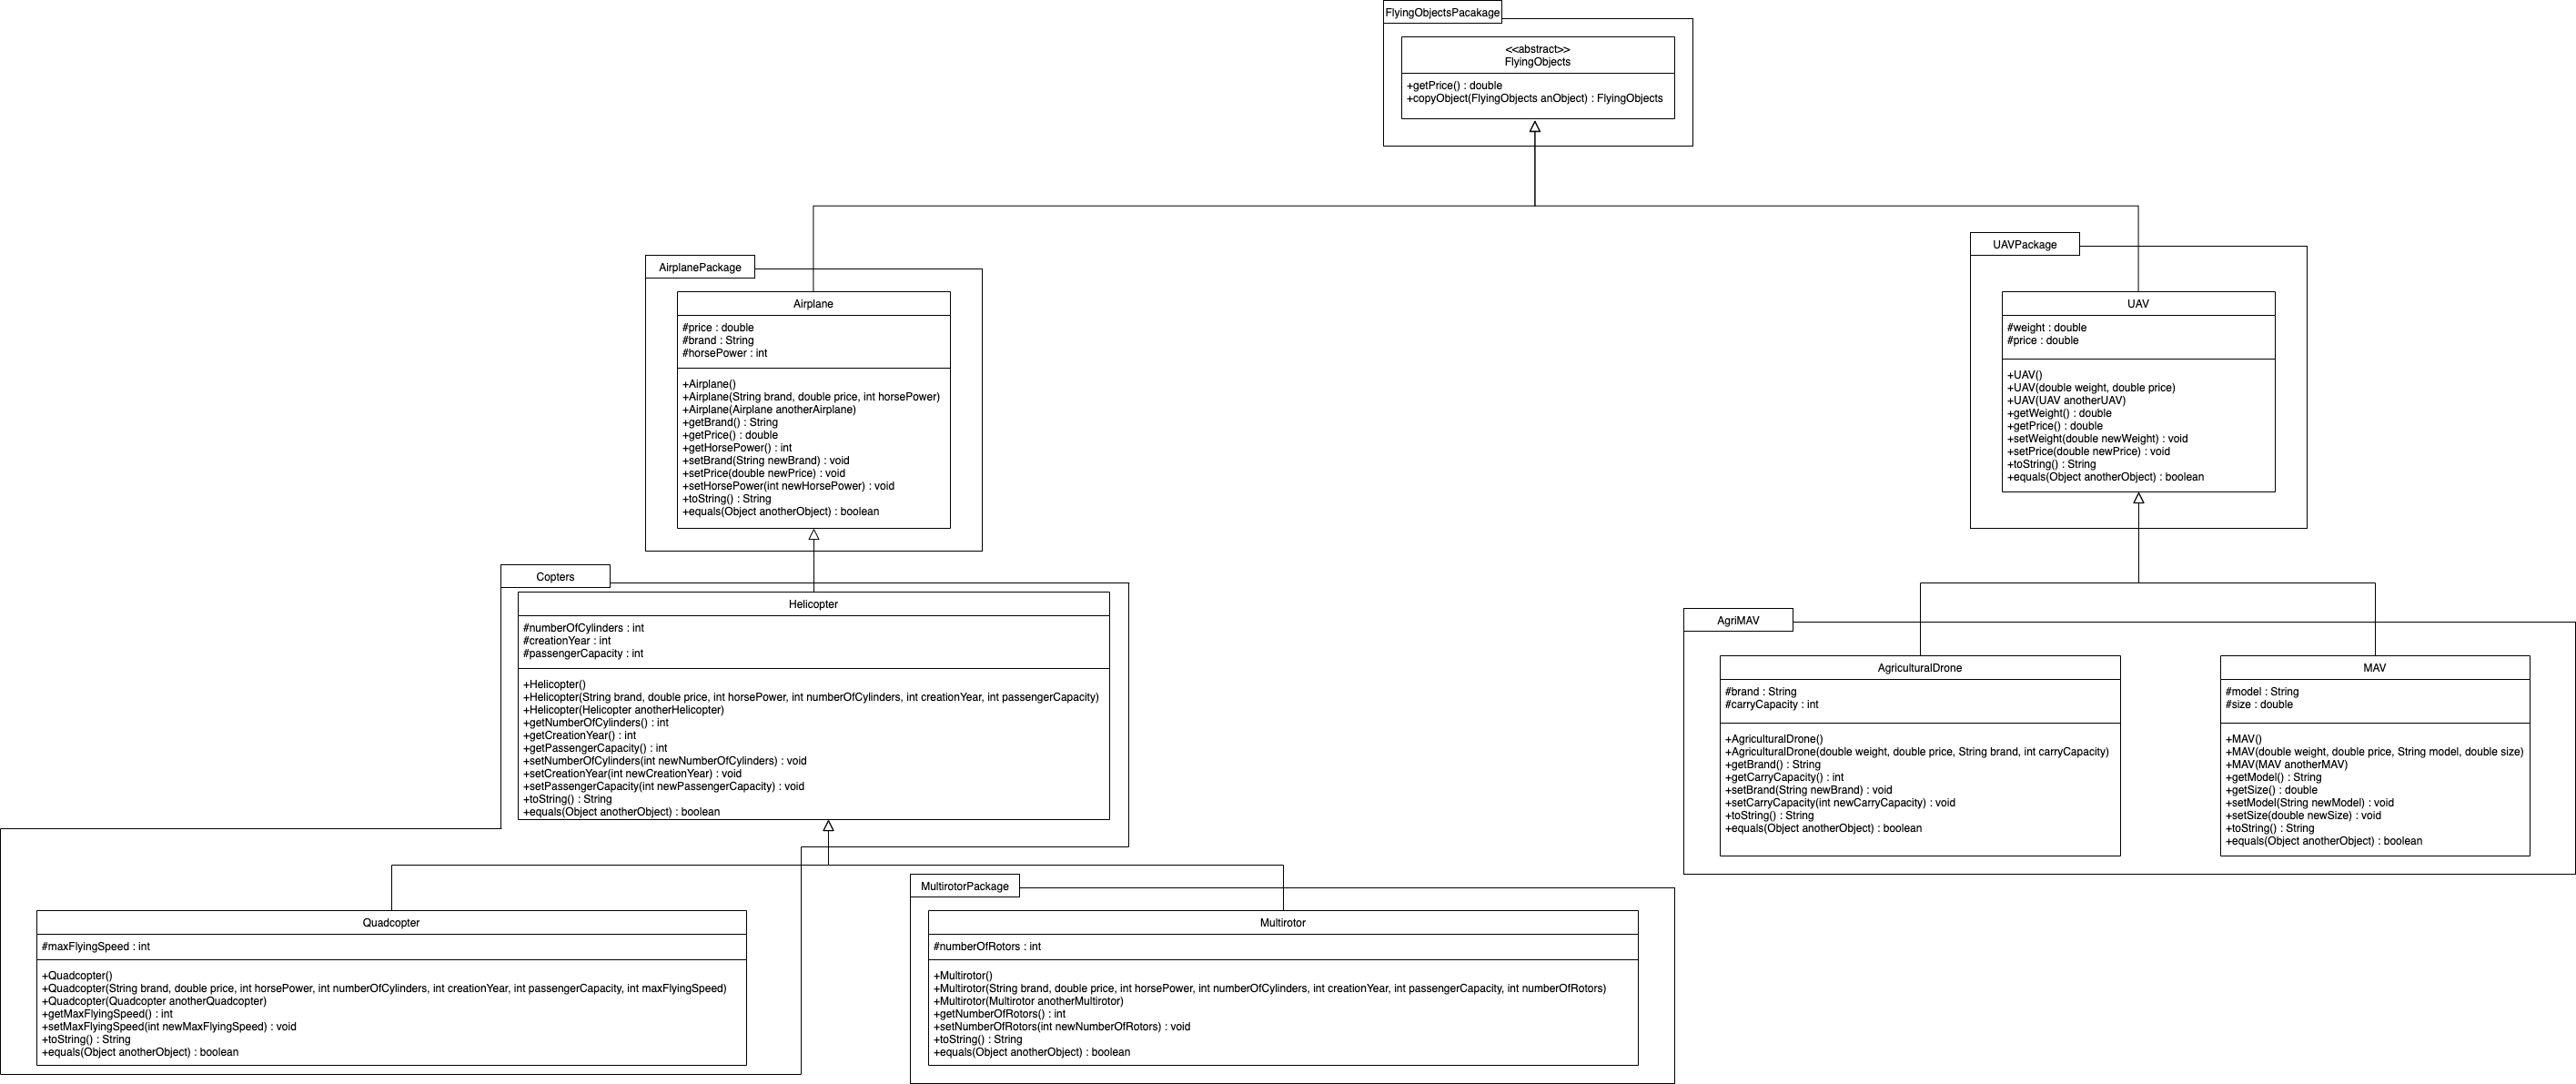 FlyingObjectsPacakage
<<abstract>>
FlyingObjects
+getPrice() : double
+copyObject(FlyingObjects anObject) : FlyingObjects
AirplanePackage
Airplane
#price : double
#brand : String
#horsePower : int
+Airplane()
+Airplane(String brand, double price, int horsePower)
+Airplane(Airplane anotherAirplane)
+getBrand() : String
+getPrice() : double
+getHorsePower() : int
+setBrand(String newBrand) : void
+setPrice(double newPrice) : void
+setHorsePower(int newHorsePower) : void
+toString() : String
+equals(Object anotherObject) : boolean
UAVPackage
UAV
#weight : double
#price : double
+UAV()
+UAV(double weight, double price)
+UAV(UAV anotherUAV)
+getWeight() : double
+getPrice() : double
+setWeight(double newWeight) : void
+setPrice(double newPrice) : void
+toString() : String
+equals(Object anotherObject) : boolean
Copters
Helicopter
#numberOfCylinders : int
#creationYear : int
#passengerCapacity : int
+Helicopter()
+Helicopter(String brand, double price, int horsePower, int numberOfCylinders, int creationYear, int passengerCapacity)
+Helicopter(Helicopter anotherHelicopter)
+getNumberOfCylinders() : int
+getCreationYear() : int
+getPassengerCapacity() : int
+setNumberOfCylinders(int newNumberOfCylinders) : void
+setCreationYear(int newCreationYear) : void
+setPassengerCapacity(int newPassengerCapacity) : void
+toString() : String
+equals(Object anotherObject) : boolean
AgriMAV
AgriculturalDrone
#brand : String
#carryCapacity : int
+AgriculturalDrone()
+AgriculturalDrone(double weight, double price, String brand, int carryCapacity)
+getBrand() : String
+getCarryCapacity() : int
+setBrand(String newBrand) : void
+setCarryCapacity(int newCarryCapacity) : void
+toString() : String
+equals(Object anotherObject) : boolean
MAV
#model : String
#size : double
+MAV()
+MAV(double weight, double price, String model, double size)
+MAV(MAV anotherMAV)
+getModel() : String
+getSize() : double
+setModel(String newModel) : void
+setSize(double newSize) : void
+toString() : String
+equals(Object anotherObject) : boolean
Quadcopter
#maxFlyingSpeed : int
+Quadcopter()
+Quadcopter(String brand, double price, int horsePower, int numberOfCylinders, int creationYear, int passengerCapacity, int maxFlyingSpeed)
+Quadcopter(Quadcopter anotherQuadcopter)
+getMaxFlyingSpeed() : int
+setMaxFlyingSpeed(int newMaxFlyingSpeed) : void
+toString() : String
+equals(Object anotherObject) : boolean
MultirotorPackage
Multirotor
#numberOfRotors : int
+Multirotor()
+Multirotor(String brand, double price, int horsePower, int numberOfCylinders, int creationYear, int passengerCapacity, int numberOfRotors)
+Multirotor(Multirotor anotherMultirotor)
+getNumberOfRotors() : int
+setNumberOfRotors(int newNumberOfRotors) : void
+toString() : String
+equals(Object anotherObject) : boolean